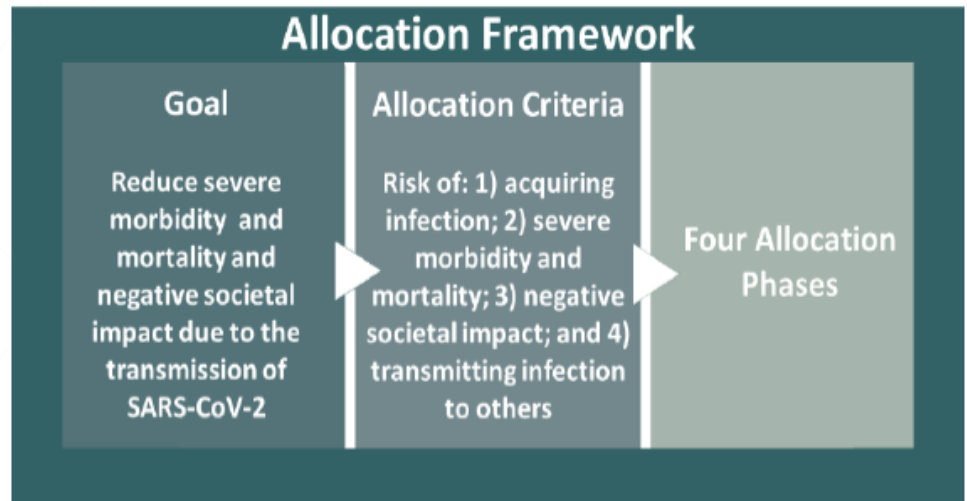 Allocation Framework
Goal
Reduce severe
morbidity and
mortality and
negative societal
impact due to the
transmission of
SARS-CoV-2
Allocation Criteria
Risk of: 1) acquiring
infection; 2) severe
morbidity and
mortality; 3) negative
societal impact; and 4)
transmitting infection
to others
Four Allocation
Phases